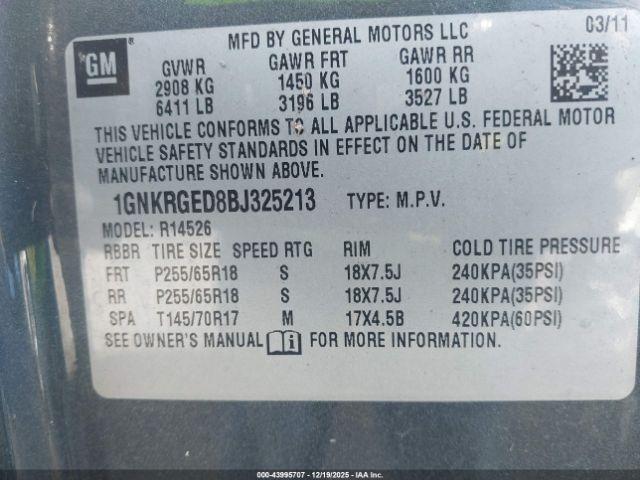 MFD BY GENERAL MOTORS LLC 03/11
GM
GVWR GAWR FRT GAWR RR
2908 KG 1450 KG 1600 KG
6411 LB 3196 LB 3527 LB
THIS VEHICLE CONFORMS TO ALL APPLICABLE U.S. FEDERAL MOTOR
VEHICLE SAFETY STANDARDS IN EFFECT ON THE DATE OF
MANUFACTURE SHOWN ABOVE.
1GNKRGED8BJ325213 TYPE: M.P.V.
MODEL: R14526
RBBR TIRE SIZE SPEED RTG RIM COLD TIRE PRESSURE
FRT P255/65R18 S 18X7.5J 240KPA(35PSI)
RR P255/65R18 S 18X7.5J 240KPA(35PSI)
SPA T145/70R17 M 17X4.5B 420KPA(60PSI)
SEE OWNER'S MANUAL FOR MORE INFORMATION.
© IAA - 43995707 - 12/19/2025 - IAAI.COM